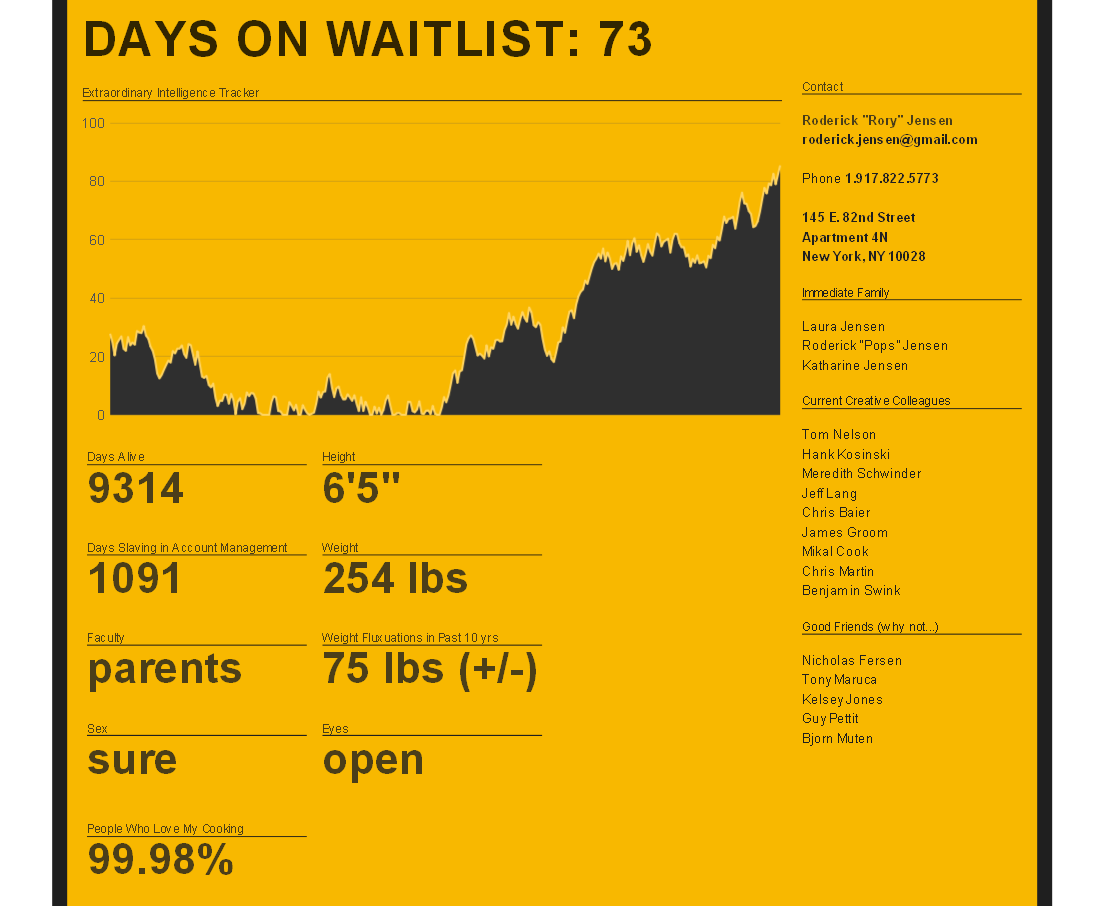 DAYS ON WAITLIST: 73
Extraordinary Intelligence Tracker
100
80
60
40
20
0
Days Alive
9314
Height
6'5"
Days Slaving in Account Management
1091
Weight
254 lbs
Faculty
parents
Weight Fluxuations in Past 10 yrs
75 lbs (+/-)
Sex
sure
Eyes
open
People Who Love My Cooking
99.98%
Contact
Roderick "Rory" Jensen
roderick.jensen@gmail.com
Phone 1.917.822.5773
145 E. 82nd Street
Apartment 4N
New York, NY 10028
Immediate Family
Laura Jensen
Roderick "Pops" Jensen
Katharine Jensen
Current Creative Colleagues
Tom Nelson
Hank Kosinski
Meredith Schwinder
Jeff Lang
Chris Baier
James Groom
Mikal Cook
Chris Martin
Benjamin Swink
Good Friends (why not...)
Nicholas Fersen
Tony Maruca
Kelsey Jones
Guy Pettit
Bjorn Muten